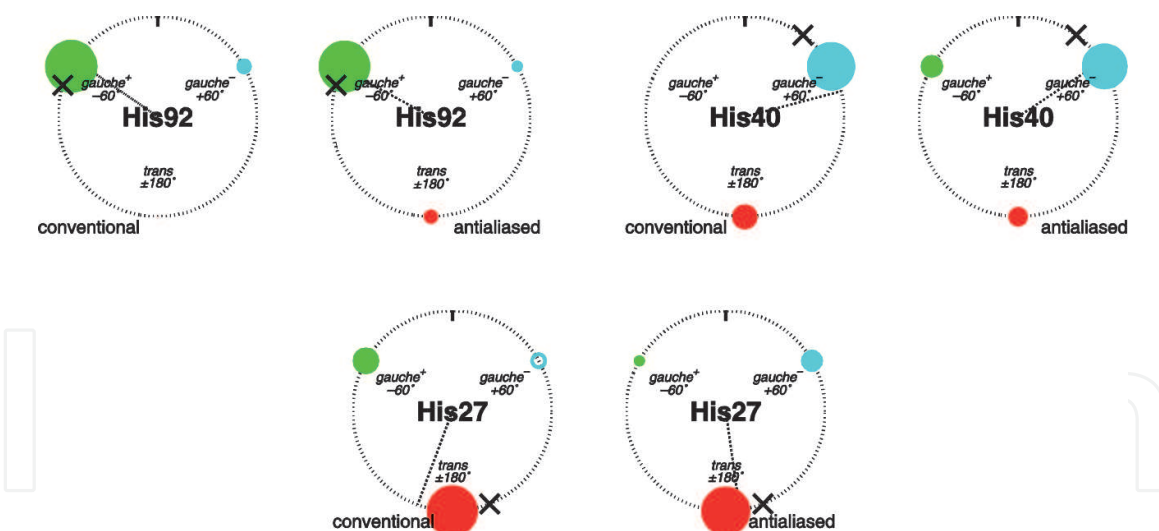 gauche+ gauche–
–60° +60°
His92
trans
±180°
conventional
gauche+ gauche–
–60° +60°
His92
trans
±180°
antialiased
gauche+ gauche–
–60° +60°
His40
trans
±180°
conventional
gauche+ gauche–
–60° +60°
His40
trans
±180°
antialiased
gauche+ gauche–
–60° +60°
His27
trans
±180°
conventional
gauche+ gauche–
–60° +60°
His27
trans
±180°
antialiased